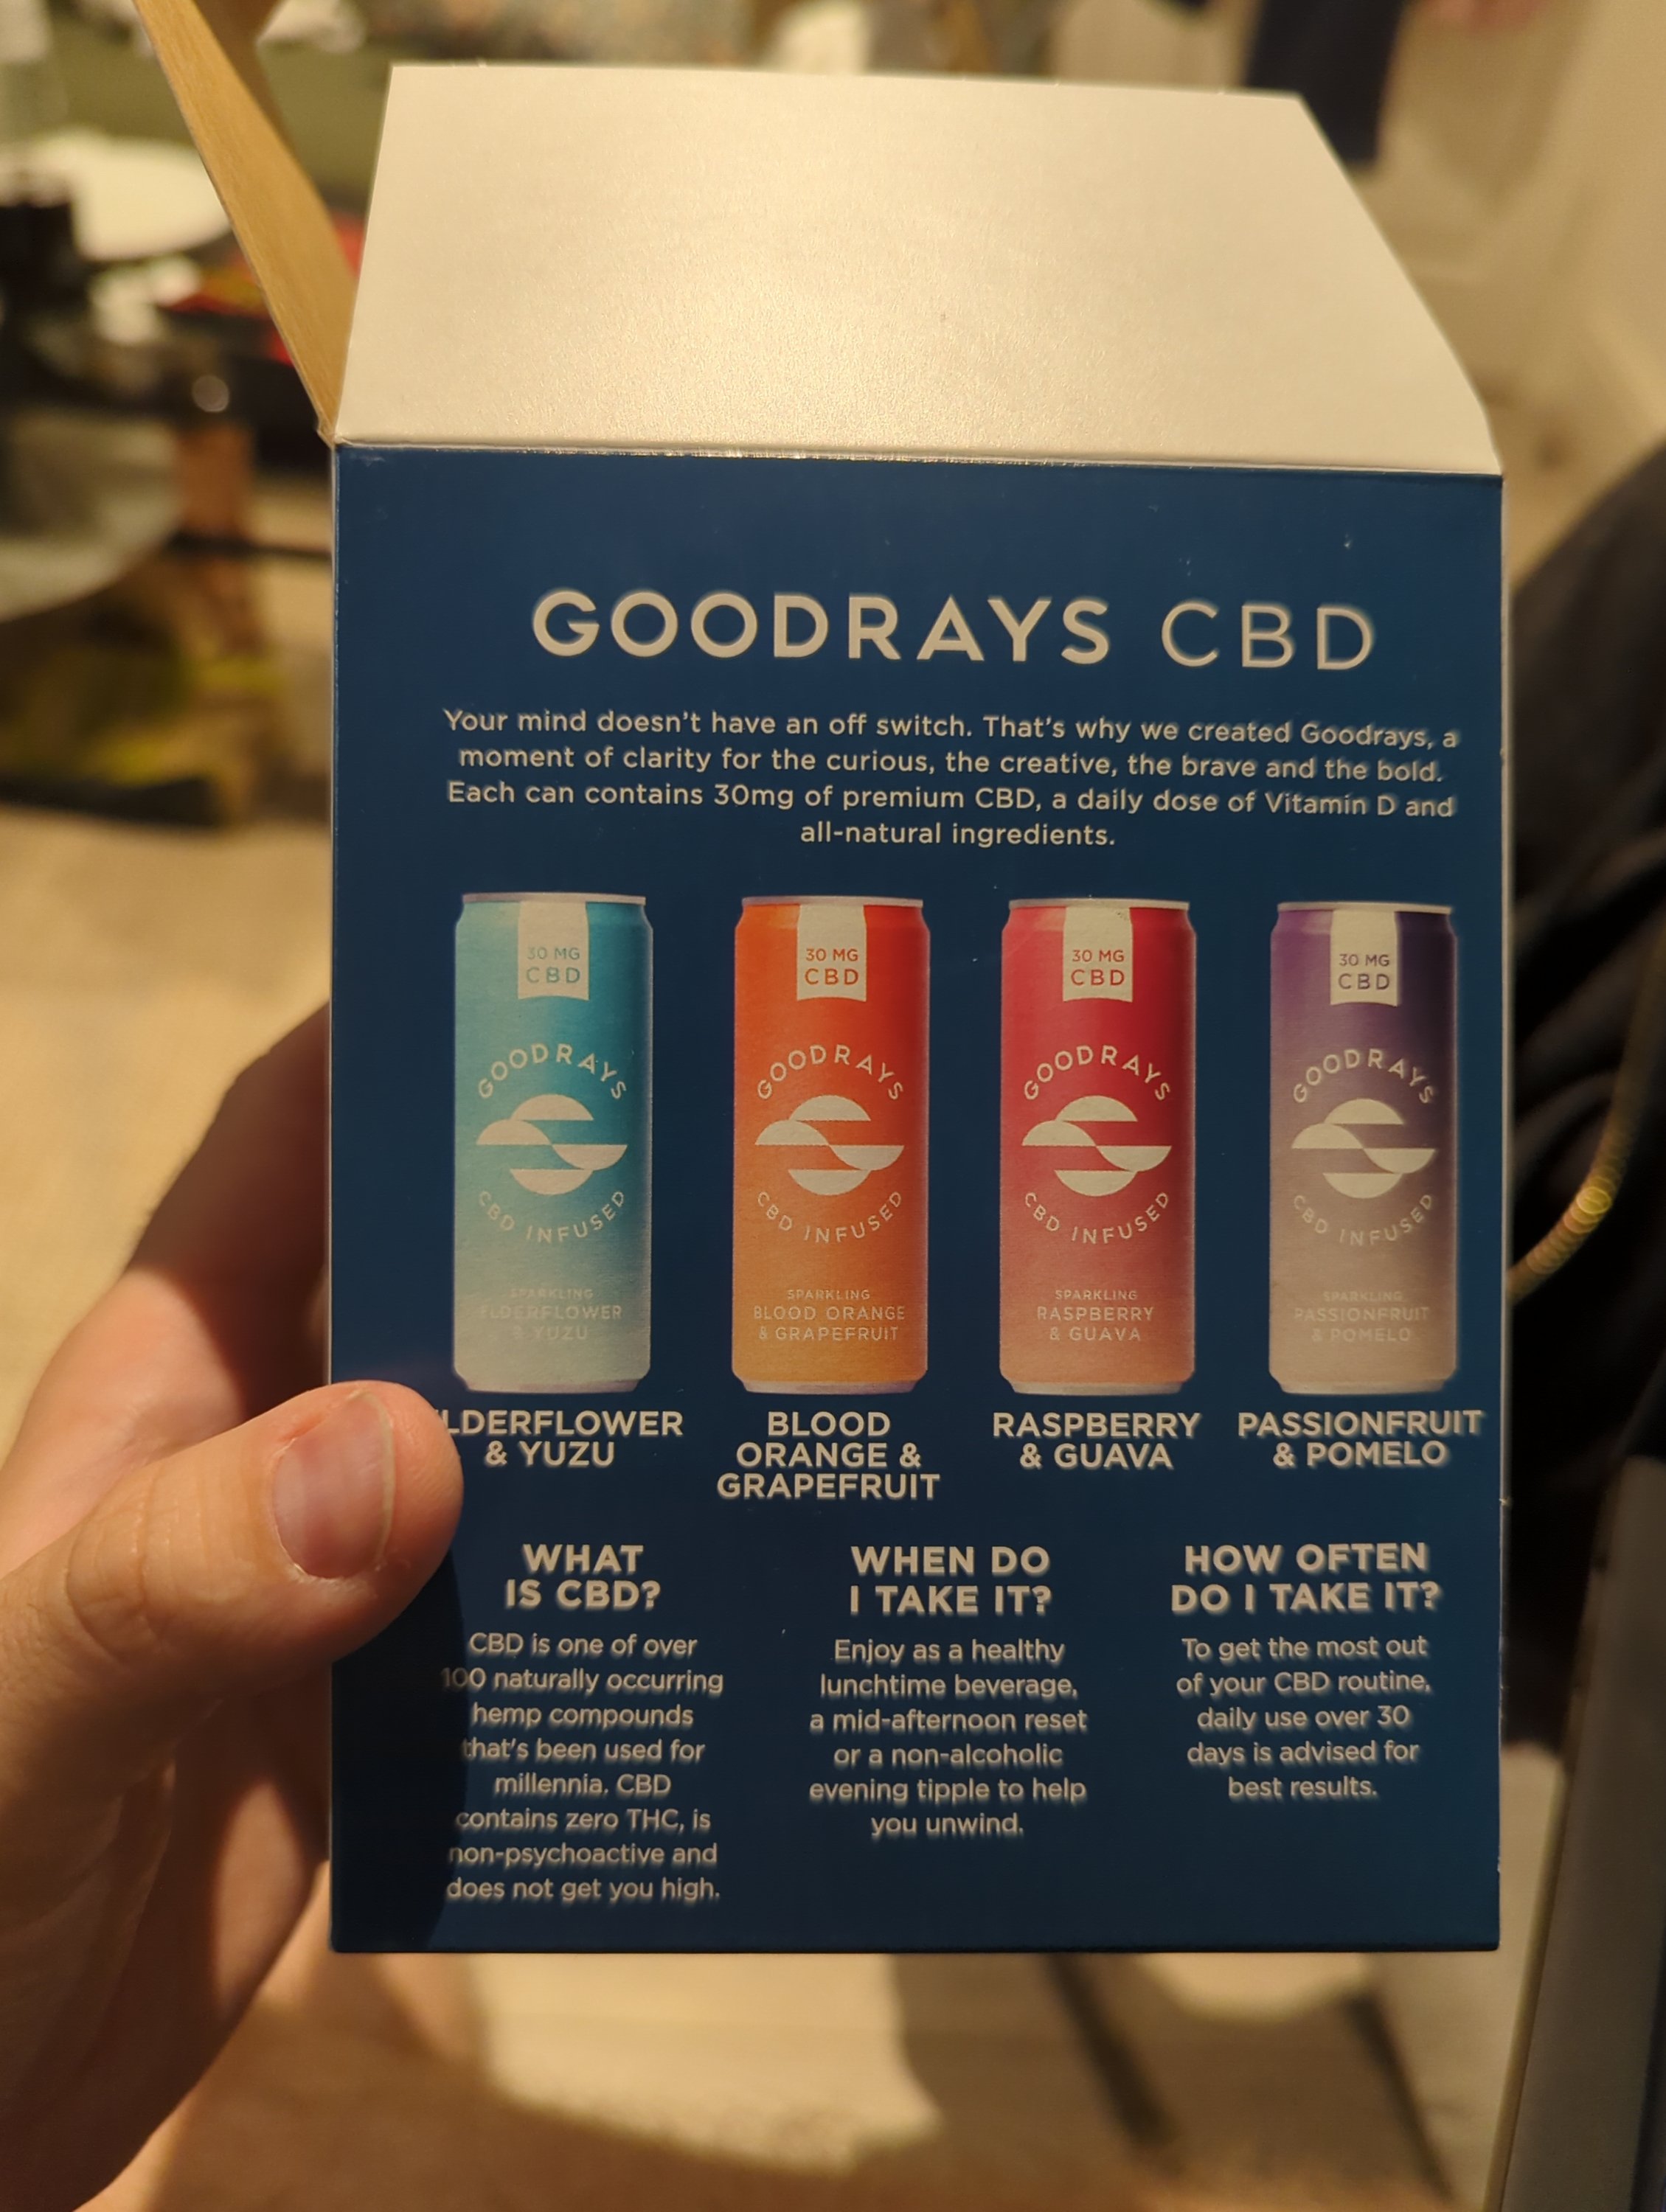 GOODRAYS CBD
Your mind doesn't have an off switch. That's why we created Goodrays, a
moment of clarity for the curious, the creative, the brave and the bold.
Each can contains 30mg of premium CBD, a daily dose of Vitamin D and
all-natural ingredients.
30 MG
CBD
GOODRAYS
CBD INFUSED
SPARKLING
ELDERFLOWER
& YUZU
30 MG
CBD
GOODRAYS
CBD INFUSED
SPARKLING
BLOOD ORANGE
& GRAPEFRUIT
30 MG
CBD
GOODRAYS
CBD INFUSED
SPARKLING
RASPBERRY
& GUAVA
30 MG
CBD
GOODRAYS
CBD INFUSED
SPARKLING
PASSIONFRUIT
& POMELO
LDERFLOWER
& YUZU
BLOOD
ORANGE &
GRAPEFRUIT
RASPBERRY
& GUAVA
PASSIONFRUIT
& POMELO
WHAT
IS CBD?
CBD is one of over
100 naturally occurring
hemp compounds
that's been used for
millennia. CBD
contains zero THC, is
non-psychoactive and
does not get you high.
WHEN DO
I TAKE IT?
Enjoy as a healthy
lunchtime beverage,
a mid-afternoon reset
or a non-alcoholic
evening tipple to help
you unwind.
HOW OFTEN
DO I TAKE IT?
To get the most out
of your CBD routine,
daily use over 30
days is advised for
best results.